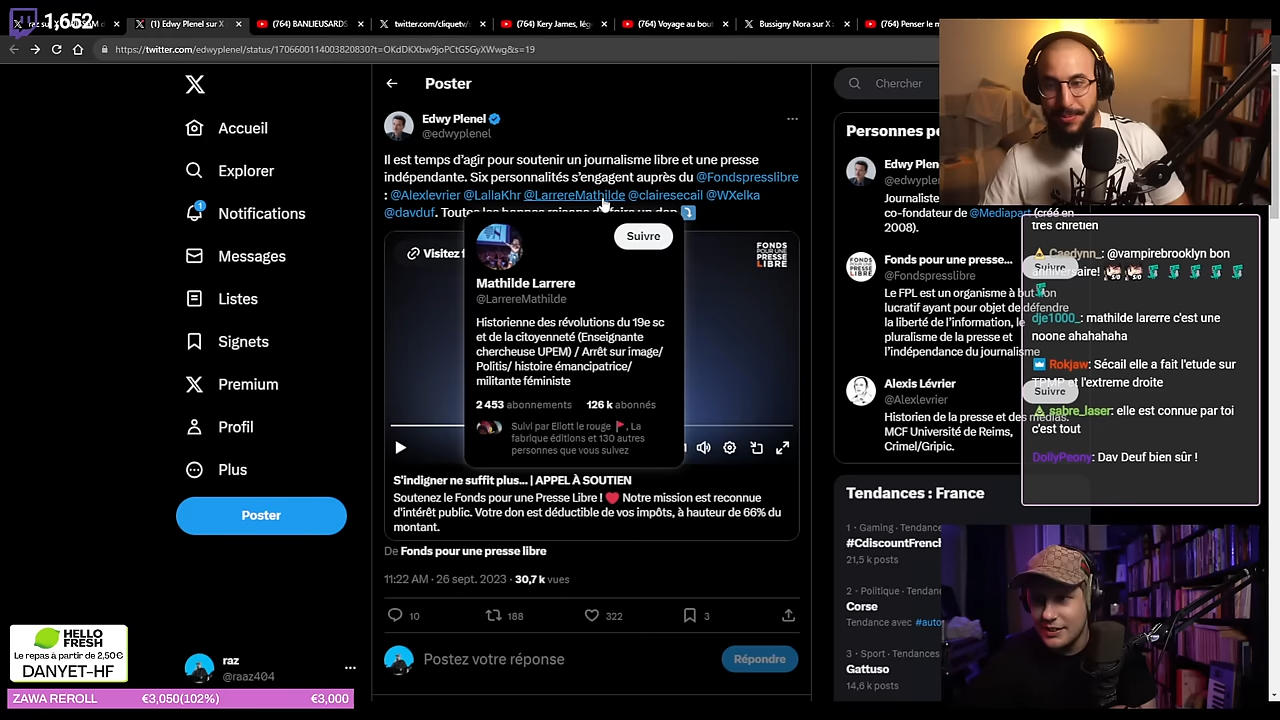 1,652
(1) Edwy Plenel sur X
(764) BANLIEUSARDS
twitter.com/cliquetv/s
(764) Kery James, lég
(764) Voyage au bout
Bussigny Nora sur X
(764) Penser le m
https://twitter.com/edwyplenel/status/1706600114003820830?t=OKdDKXbw9joPCtG5GyXWwg&s=19
Accueil
Explorer
1
Notifications
Messages
Listes
Signets
Premium
Profil
Plus
Poster
raz
@raaz404
HELLO
FRESH
Le repas à partir de 2,50€
DANYET-HF
ZAWA REROLL €3,050(102%) €3,000
Poster
Edwy Plenel
@edwyplenel
Il est temps d'agir pour soutenir un journalisme libre et une presse
indépendante. Six personnalités s'engagent auprès du @Fondspresslibre
: @Alexlevrier @LallaKhr @LarrereMathilde @clairesecail @WXelka
@davduf. Toutes les bonnes raisons d'faire un don
Visitez
FONDS
POUR UNE
PRESSE
LIBRE
Suivre
Mathilde Larrere
@LarrereMathilde
Historienne des révolutions du 19e sc
et de la citoyenneté (Enseignante
chercheuse UPEM) / Arrêt sur image/
Politis/ histoire émancipatrice/
militante féministe
2 453 abonnements 126 k abonnés
Suivi par Eliott le rouge 🚩, La
fabrique éditions et 130 autres
personnes que vous suivez
S'indigner ne suffit plus... | APPEL À SOUTIEN
Soutenez le Fonds pour une Presse Libre ! ❤️ Notre mission est reconnue
d'intérêt public. Votre don est déductible de vos impôts, à hauteur de 66% du
montant.
De Fonds pour une presse libre
11:22 AM · 26 sept. 2023 · 30,7 k vues
10 188 322 3
Postez votre réponse
Répondre
Chercher
Personnes pe
Edwy Plen
@edwyplen
Journaliste
co-fondateur de @Mediapart (créé en
2008).
Fonds pour une presse...
@Fondspresslibre
Suivre
Le FPL est un organisme à but non
lucratif ayant pour objet de défendre
la liberté de l'information, le
pluralisme de la presse et
l'indépendance du journalisme
Alexis Lévrier
@Alexlevrier
Suivre
Historien de la presse et des médias.
MCF Université de Reims,
Crimel/Gripic.
Tendances : France
1 · Gaming · Tendance
#CdiscountFrench
21,5 k posts
2 · Politique · Tendanc
Corse
Tendance avec #auto
3 · Sport · Tendances
Gattuso
14,6 k posts
très chrétien
Caedynn_: @vampirebrooklyn bon
anniversaire!
dje1000_: mathilde larerre c'est une
noone ahahahaha
Rokjaw: Sécail elle a fait l'etude sur
TPMP et l'extreme droite
sabre_laser: elle est connue par toi
c'est tout
DollyPeony: Dav Deuf bien sûr !